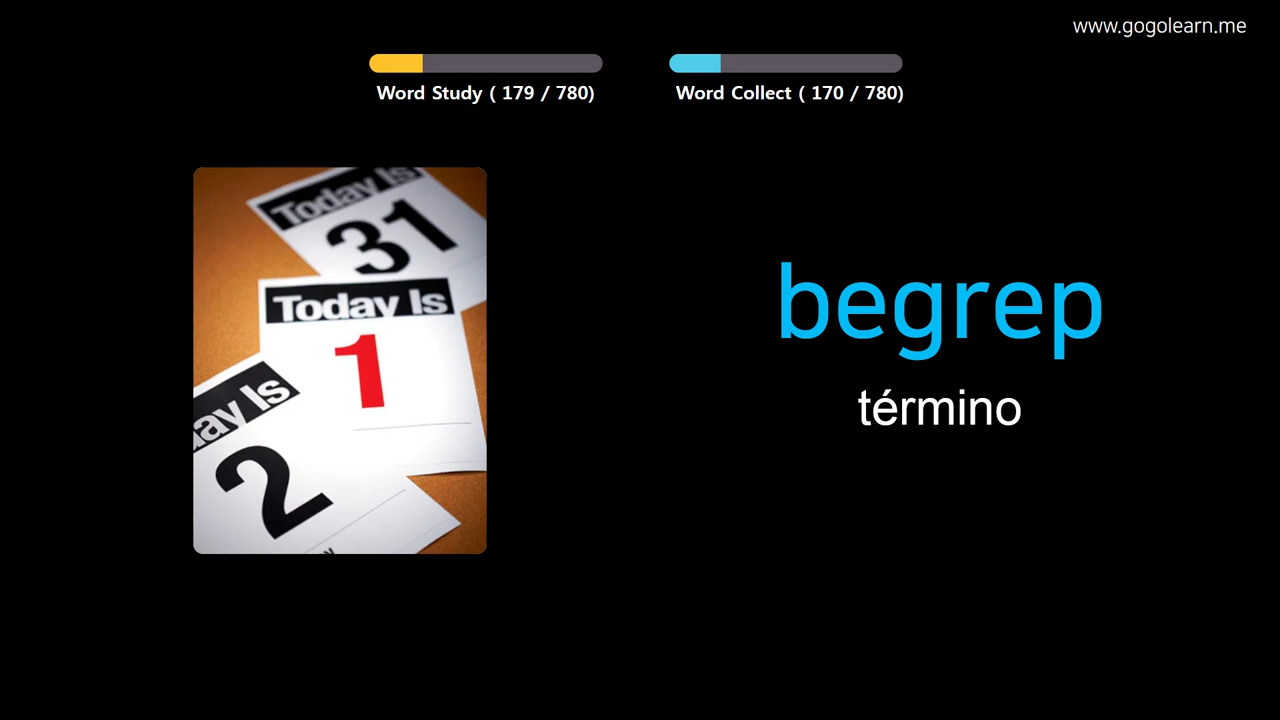 www.gogolearn.me
Word Study ( 179 / 780)
Word Collect ( 170 / 780)
Today Is
31
Today Is
1
ay Is
2
begrep
término